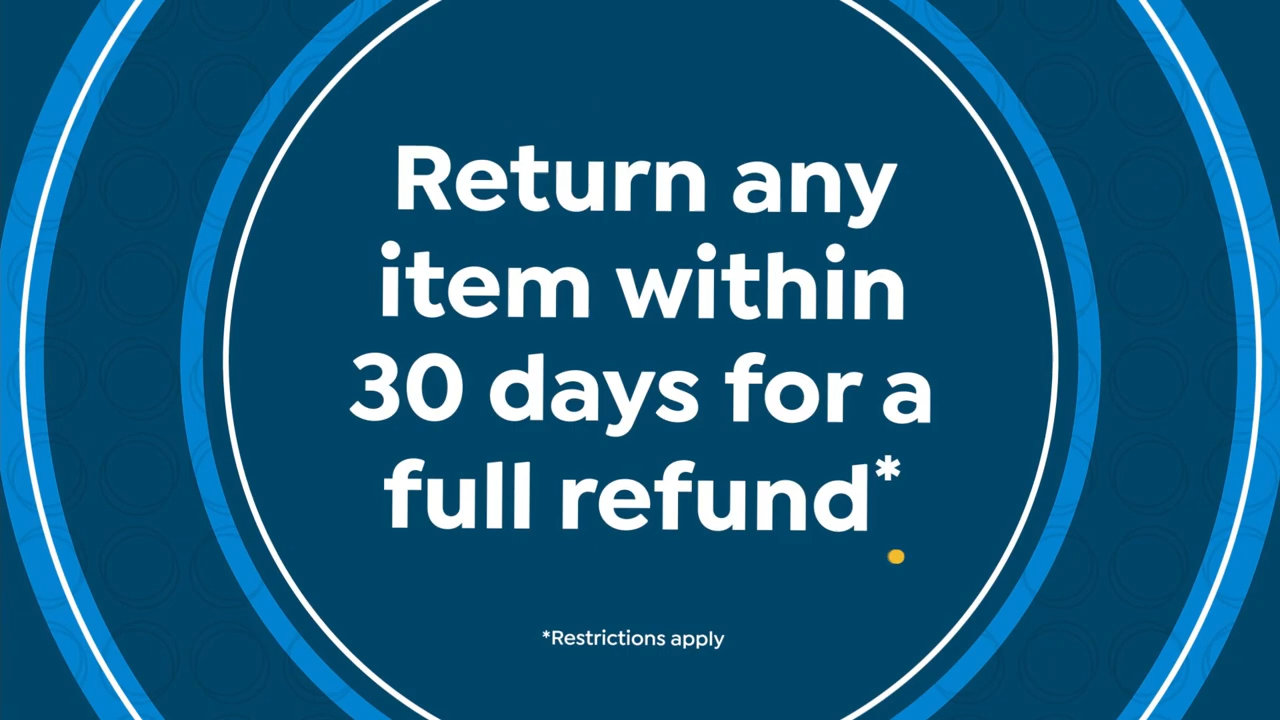 Return any
item within
30 days for a
full refund*
*Restrictions apply